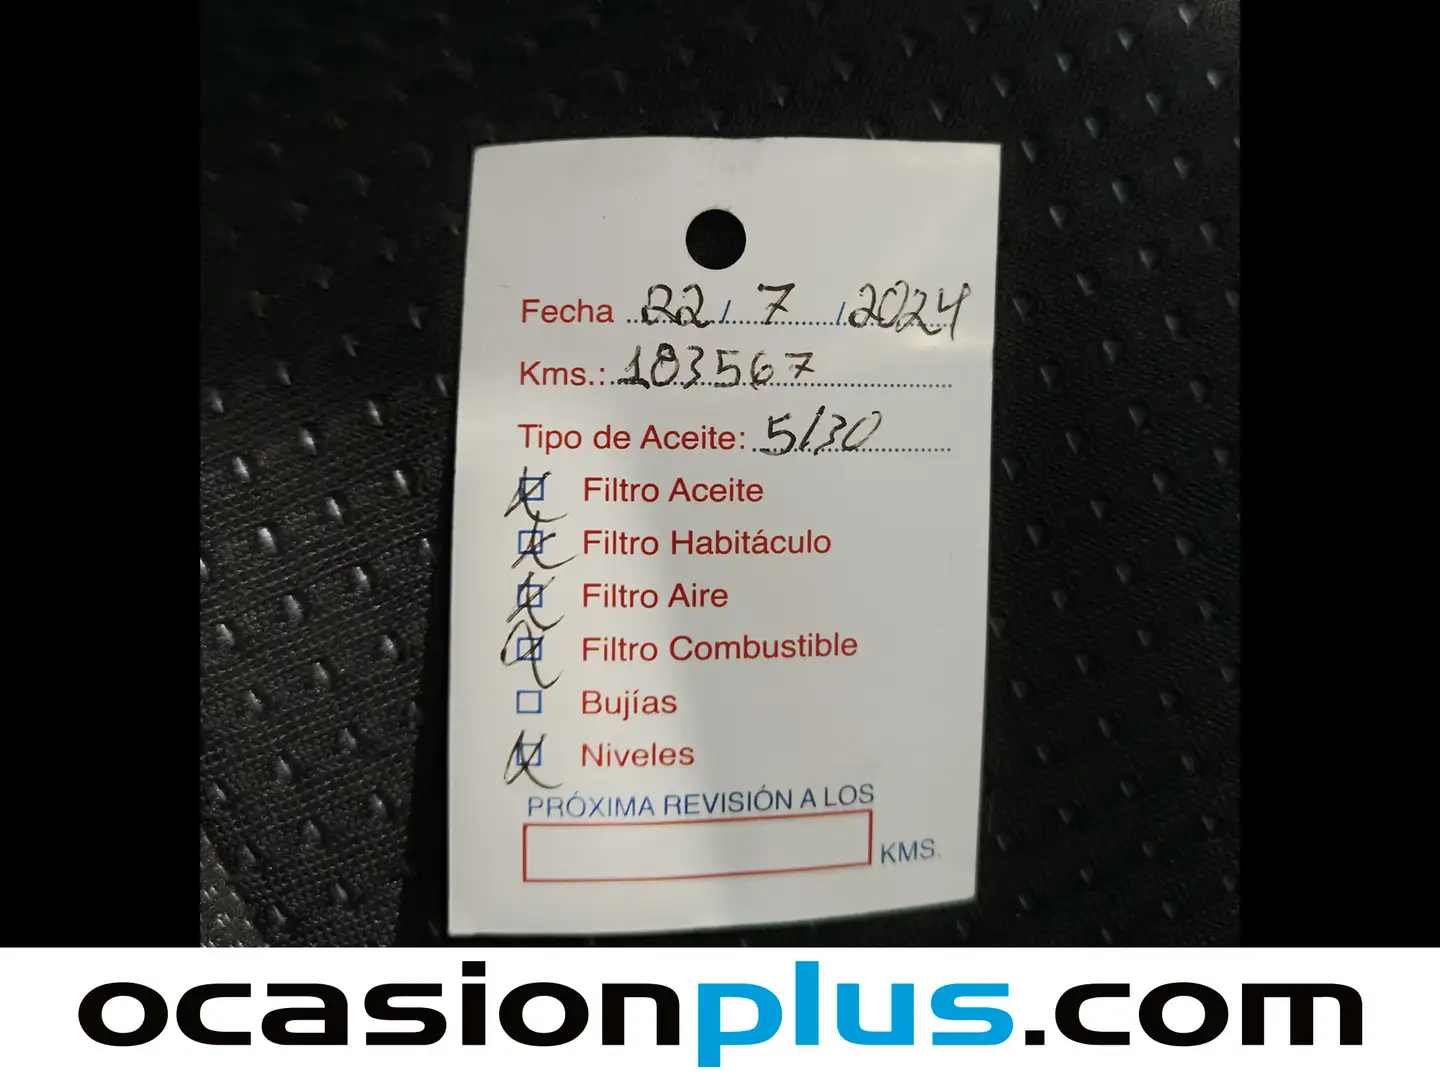 Fecha 22 / 7 / 2024
Kms.: 183567
Tipo de Aceite: 5/30
Filtro Aceite
Filtro Habitáculo
Filtro Aire
Filtro Combustible
Bujías
Niveles
PRÓXIMA REVISIÓN A LOS
KMS.
ocasionplus.com